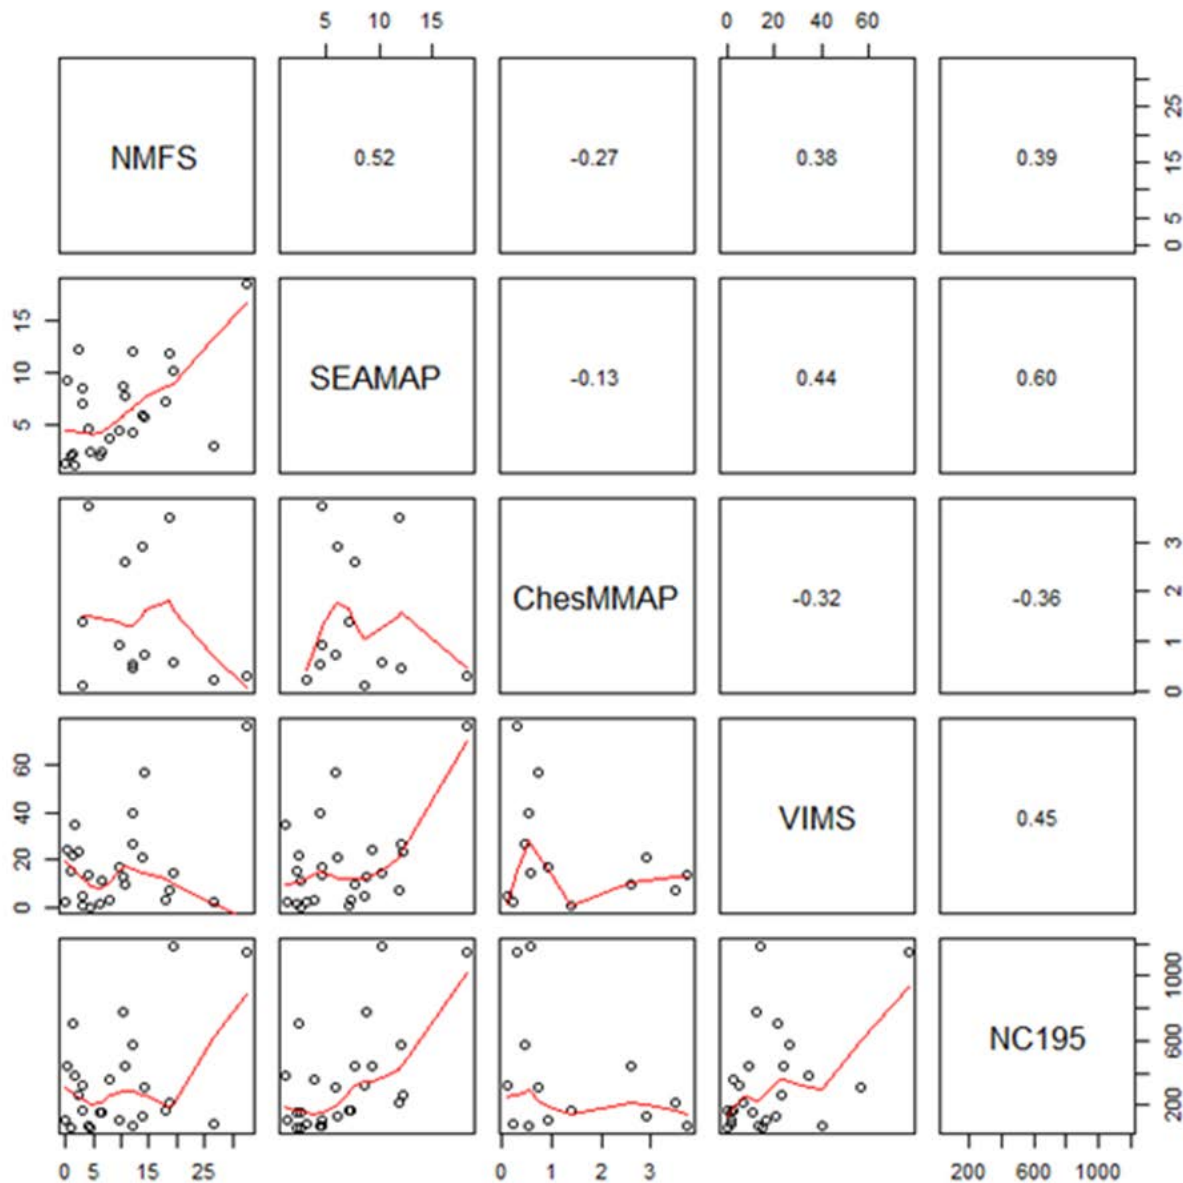 5 10 15 0 20 40 60
NMFS 0.52 -0.27 0.38 0.39
0 5 15 25
5 10 15
SEAMAP -0.13 0.44 0.60
ChesMMAP -0.32 -0.36
0 1 2 3
0 20 40 60
VIMS 0.45
NC195
200 600 1000
0 5 15 25 0 1 2 3 200 600 1000